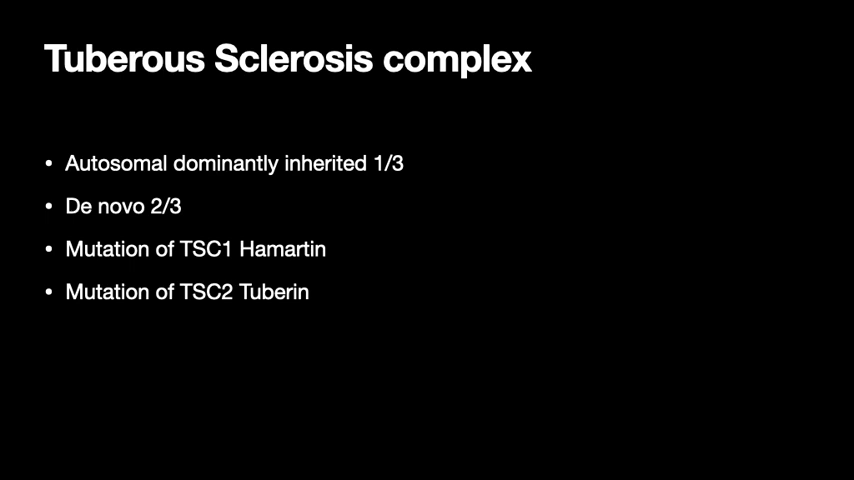 Tuberous Sclerosis complex
• Autosomal dominantly inherited 1/3
• De novo 2/3
• Mutation of TSC1 Hamartin
• Mutation of TSC2 Tuberin